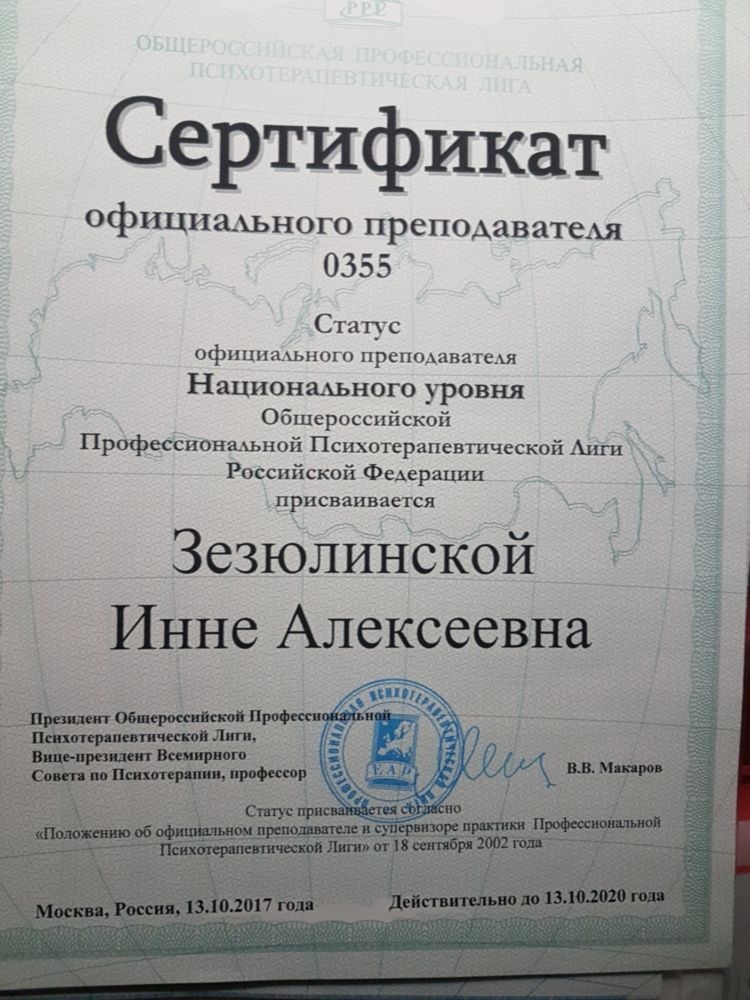 PPL
ОБЩЕРОССИЙСКАЯ ПРОФЕССИОНАЛЬНАЯ
ПСИХОТЕРАПЕВТИЧЕСКАЯ ЛИГА
Сертификат
официального преподавателя
0355
Статус
официального преподавателя
Национального уровня
Общероссийской
Профессиональной Психотерапевтической Лиги
Российской Федерации
присваивается
Зезюлинской
Инне Алексеевна
Президент Общероссийской Профессиональной
Психотерапевтической Лиги,
Вице-президент Всемирного
Совета по Психотерапии, профессор
ПРОФЕССИОНАЛЬНАЯ ПСИХОТЕРАПЕВТИЧЕСКАЯ ЛИГА
EAP
В.В. Макаров
Статус присваивается согласно
«Положению об официальном преподавателе и супервизоре практики Профессиональной
Психотерапевтической Лиги» от 18 сентября 2002 года
Москва, Россия, 13.10.2017 года
Действительно до 13.10.2020 года